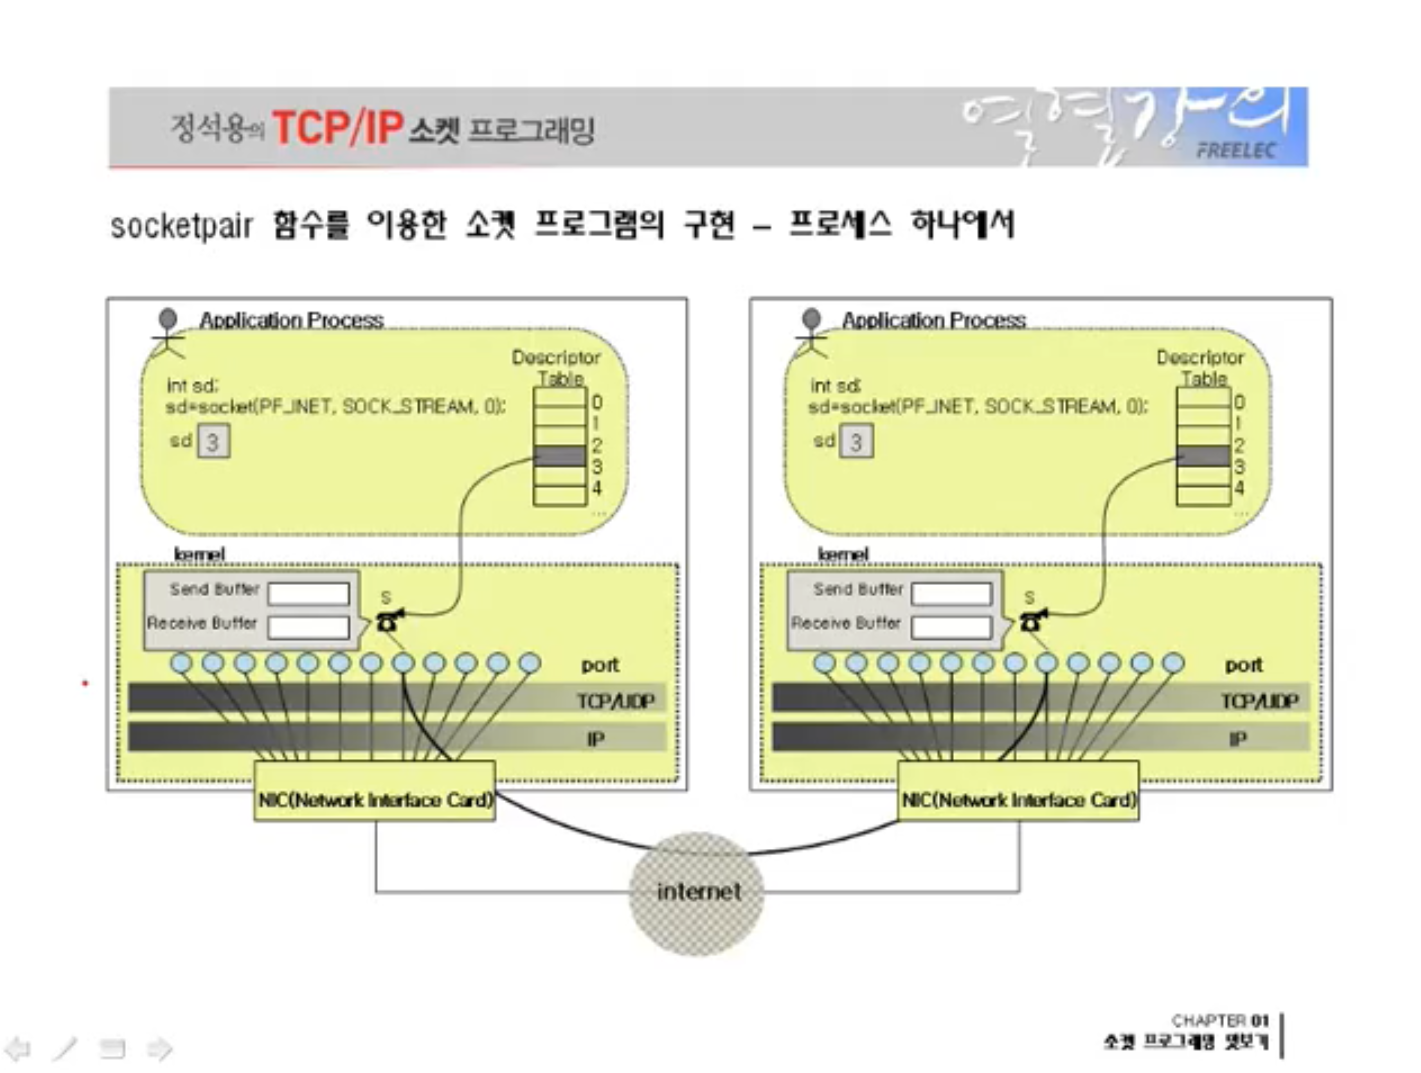 정석용의 TCP/IP 소켓 프로그래밍
열혈강의
FREELEC
socketpair 함수를 이용한 소켓 프로그램의 구현 – 프로세스 하나에서
Application Process
Descriptor
Table
int sd;
sd=socket(PF_INET, SOCK_STREAM, 0);
sd 3
0
1
2
3
4
...
kernel
Send Buffer
Receive Buffer
S
port
TCP/UDP
IP
NIC(Network Interface Card)
Application Process
Descriptor
Table
int sd;
sd=socket(PF_INET, SOCK_STREAM, 0);
sd 3
0
1
2
3
4
...
kernel
Send Buffer
Receive Buffer
S
port
TCP/UDP
IP
NIC(Network Interface Card)
internet
CHAPTER 01
소켓 프로그래밍 맛보기